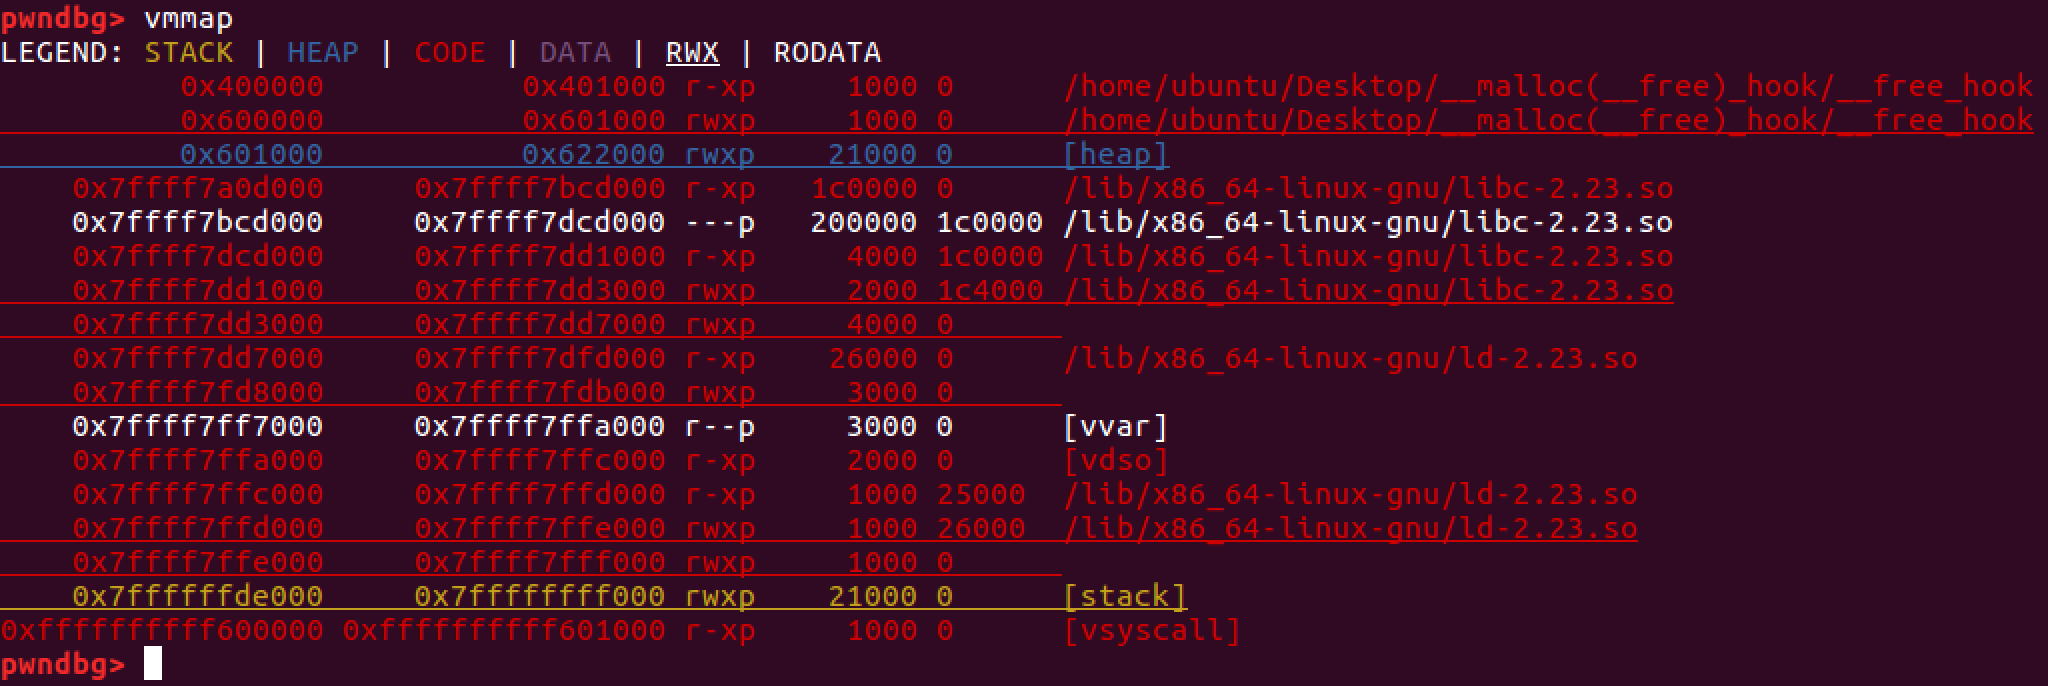 pwndbg> vmmap
LEGEND: STACK | HEAP | CODE | DATA | RWX | RODATA
0x400000 0x401000 r-xp 1000 0 /home/ubuntu/Desktop/__malloc(__free)_hook/__free_hook
0x600000 0x601000 rwxp 1000 0 /home/ubuntu/Desktop/__malloc(__free)_hook/__free_hook
0x601000 0x622000 rwxp 21000 0 [heap]
0x7ffff7a0d000 0x7ffff7bcd000 r-xp 1c0000 0 /lib/x86_64-linux-gnu/libc-2.23.so
0x7ffff7bcd000 0x7ffff7dcd000 ---p 200000 1c0000 /lib/x86_64-linux-gnu/libc-2.23.so
0x7ffff7dcd000 0x7ffff7dd1000 r-xp 4000 1c0000 /lib/x86_64-linux-gnu/libc-2.23.so
0x7ffff7dd1000 0x7ffff7dd3000 rwxp 2000 1c4000 /lib/x86_64-linux-gnu/libc-2.23.so
0x7ffff7dd3000 0x7ffff7dd7000 rwxp 4000 0
0x7ffff7dd7000 0x7ffff7dfd000 r-xp 26000 0 /lib/x86_64-linux-gnu/ld-2.23.so
0x7ffff7fd8000 0x7ffff7fdb000 rwxp 3000 0
0x7ffff7ff7000 0x7ffff7ffa000 r--p 3000 0 [vvar]
0x7ffff7ffa000 0x7ffff7ffc000 r-xp 2000 0 [vdso]
0x7ffff7ffc000 0x7ffff7ffd000 r-xp 1000 25000 /lib/x86_64-linux-gnu/ld-2.23.so
0x7ffff7ffd000 0x7ffff7ffe000 rwxp 1000 26000 /lib/x86_64-linux-gnu/ld-2.23.so
0x7ffff7ffe000 0x7ffff7fff000 rwxp 1000 0
0x7ffffffde000 0x7ffffffff000 rwxp 21000 0 [stack]
0xffffffffff600000 0xffffffffff601000 r-xp 1000 0 [vsyscall]
pwndbg>